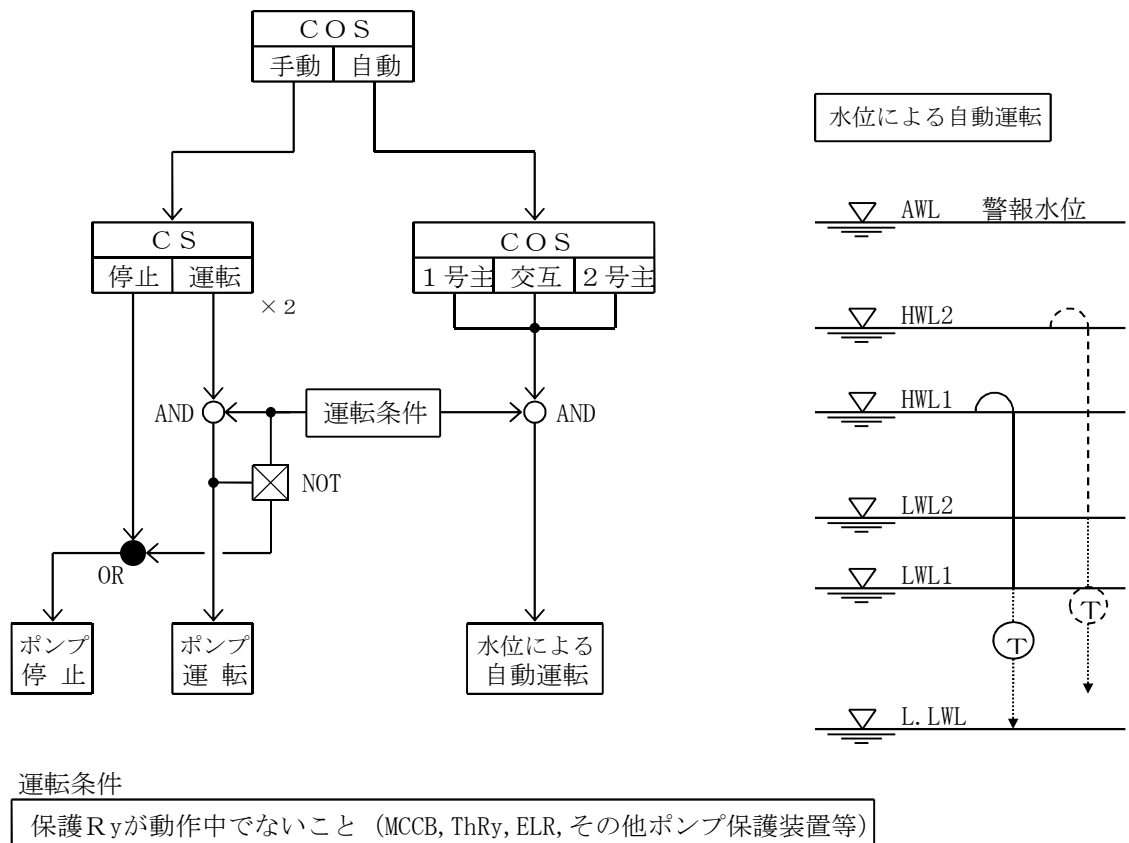 ＣＯＳ
手動 自動
ＣＳ
停止 運転
×２
ＣＯＳ
１号主 交互 ２号主
AND
運転条件
AND
NOT
OR
ポンプ
停 止
ポンプ
運 転
水位による
自動運転
水位による自動運転
AWL 警報水位
HWL2
HWL1
LWL2
LWL1
T
T
L.LWL
運転条件
保護Ｒyが動作中でないこと (MCCB,ThRy,ELR,その他ポンプ保護装置等)